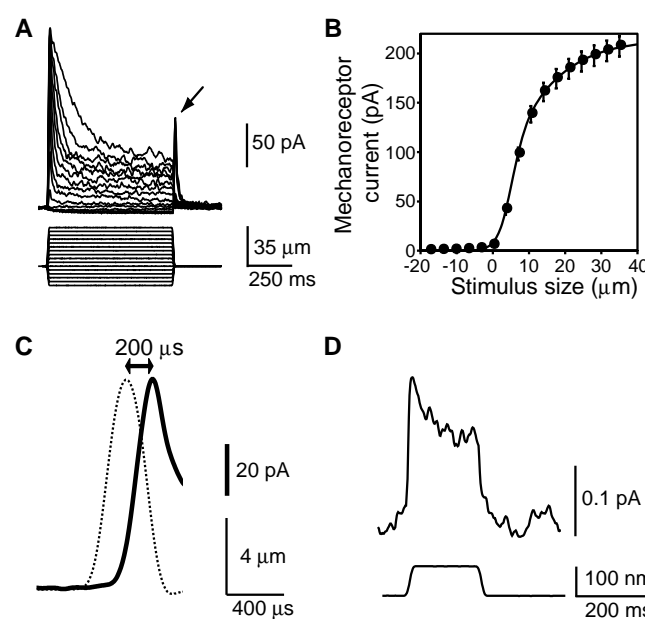 A
50 pA
35 µm
250 ms
B
Mechanoreceptor
current (pA)
200
150
100
50
0
-20 -10 0 10 20 30 40
Stimulus size (µm)
C
200 µs
20 pA
4 µm
400 µs
D
0.1 pA
100 nm
200 ms